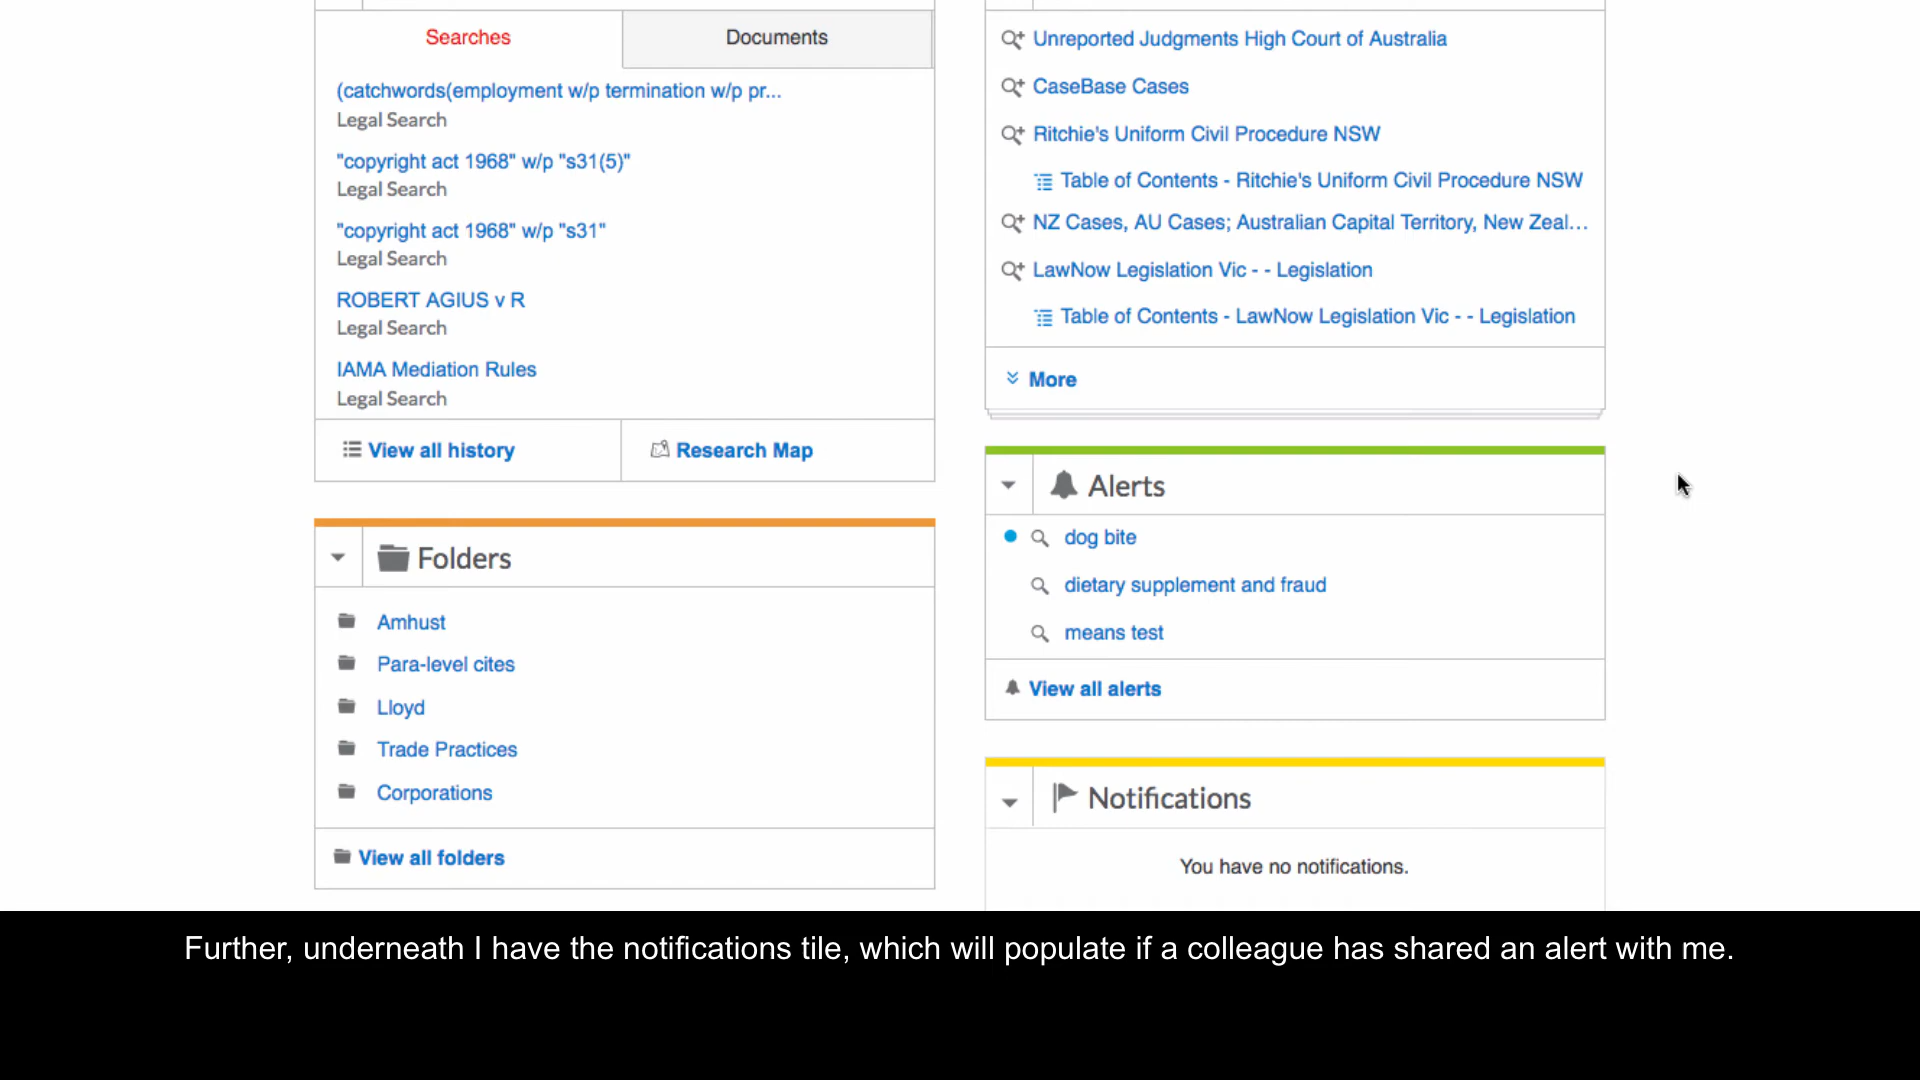 Searches
Documents
(catchwords(employment w/p termination w/p pr...
Legal Search
"copyright act 1968" w/p "s31(5)"
Legal Search
"copyright act 1968" w/p "s31"
Legal Search
ROBERT AGIUS v R
Legal Search
IAMA Mediation Rules
Legal Search
View all history
Research Map
Folders
Amhust
Para-level cites
Lloyd
Trade Practices
Corporations
View all folders
Unreported Judgments High Court of Australia
CaseBase Cases
Ritchie's Uniform Civil Procedure NSW
Table of Contents - Ritchie's Uniform Civil Procedure NSW
NZ Cases, AU Cases; Australian Capital Territory, New Zeal...
LawNow Legislation Vic - - Legislation
Table of Contents - LawNow Legislation Vic - - Legislation
More
Alerts
dog bite
dietary supplement and fraud
means test
View all alerts
Notifications
You have no notifications.
Further, underneath I have the notifications tile, which will populate if a colleague has shared an alert with me.